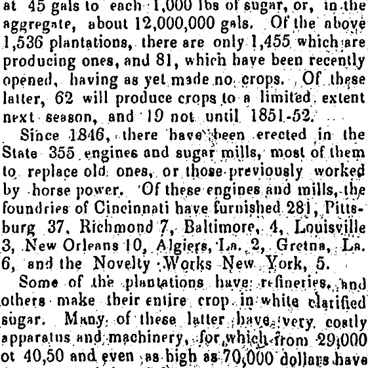 at 45 gals to each 1,000 lbs of sugar, or, in the
aggregate, about 12,000,000 gals. Of the above
1,536 plantations, there are only 1,455 which are
producing ones, and 81, which have been recently
opened, having as yet made no crops. Of these
latter, 62 will produce crops to a limited extent
next season, and 19 not until 1851-52.
Since 1846, there have been erected in the
State 355 engines and sugar mills, most of them
to replace old ones, or those previously worked
by horse power. Of these engines and mills, the
foundries of Cincinnati have furnished 281, Pitts-
burg 37, Richmond 7, Baltimore, 4, Louisville
3, New Orleans 10, Algiers, La. 2, Gretna, La.
6, and the Novelty Works New York, 5.
Some of the plantations have refineries, and
others make their entire crop in white clarified
sugar. Many of these latter have very costly
apparatus and machinery, for which from 29,000
ot 40,50 and even as high as 70,000 dollars have